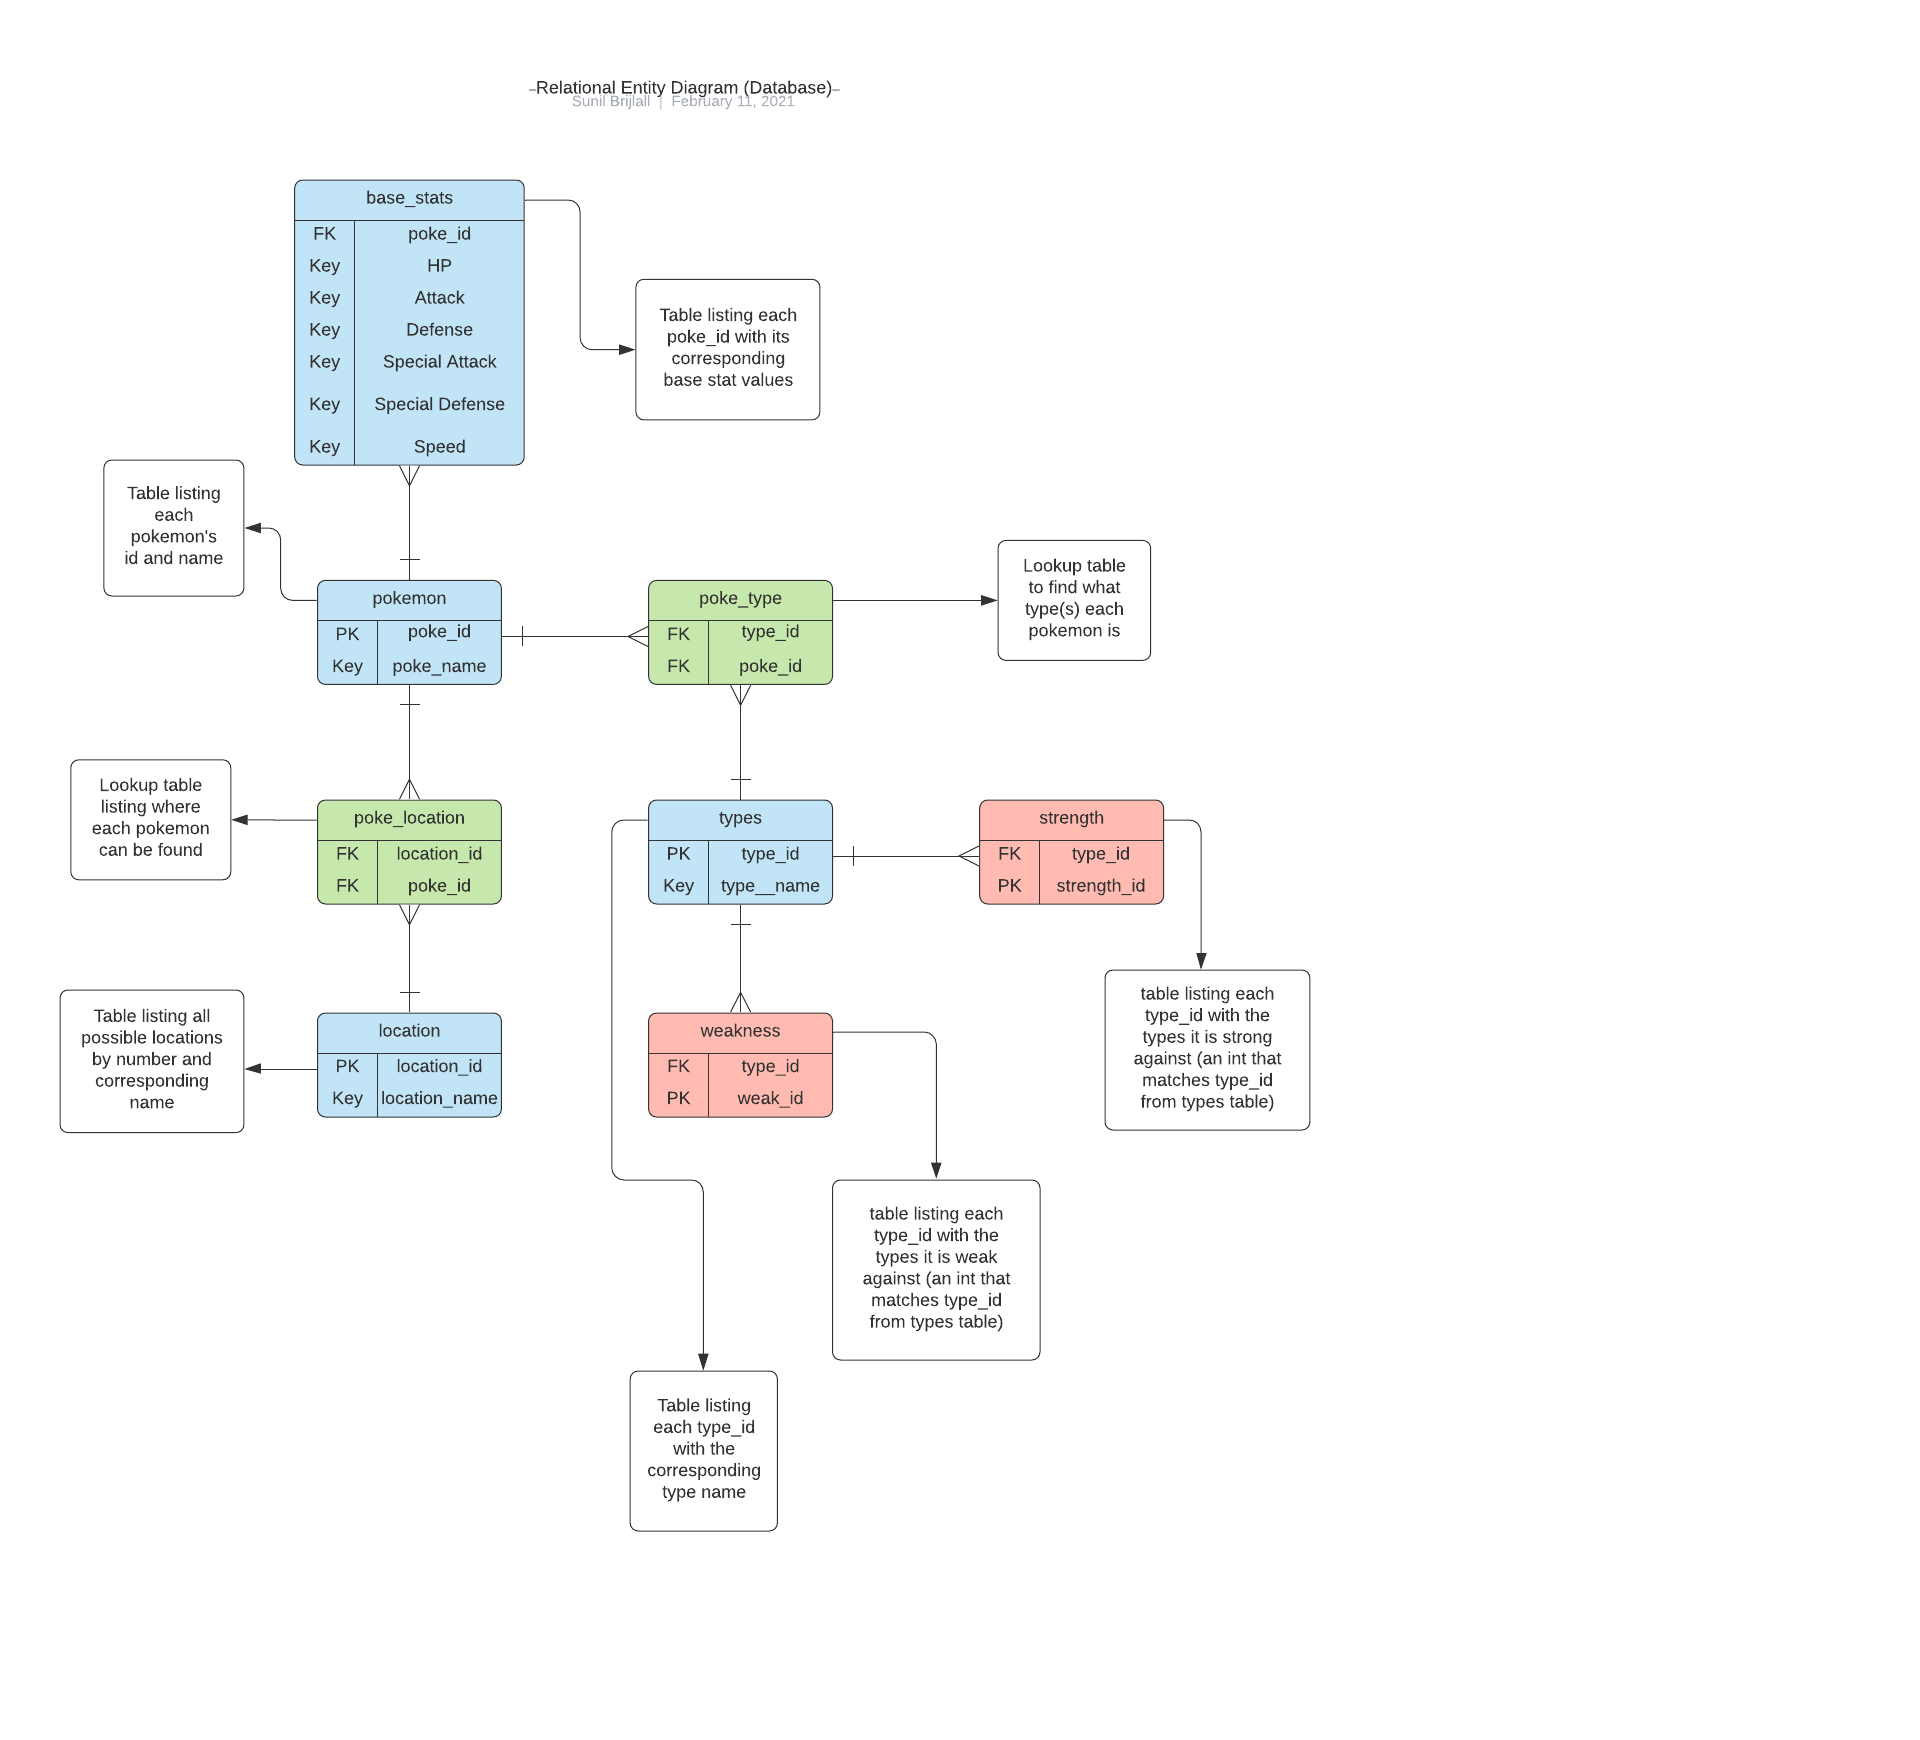 Relational Entity Diagram (Database)
Sunil Brijlall | February 11, 2021
base_stats
FK poke_id
Key HP
Key Attack
Key Defense
Key Special Attack
Key Special Defense
Key Speed
Table listing each
poke_id with its
corresponding
base stat values
Table listing
each
pokemon's
id and name
pokemon
PK poke_id
Key poke_name
poke_type
FK type_id
FK poke_id
Lookup table
to find what
type(s) each
pokemon is
Lookup table
listing where
each pokemon
can be found
poke_location
FK location_id
FK poke_id
types
PK type_id
Key type__name
strength
FK type_id
PK strength_id
Table listing all
possible locations
by number and
corresponding
name
location
PK location_id
Key location_name
weakness
FK type_id
PK weak_id
table listing each
type_id with the
types it is strong
against (an int that
matches type_id
from types table)
table listing each
type_id with the
types it is weak
against (an int that
matches type_id
from types table)
Table listing
each type_id
with the
corresponding
type name